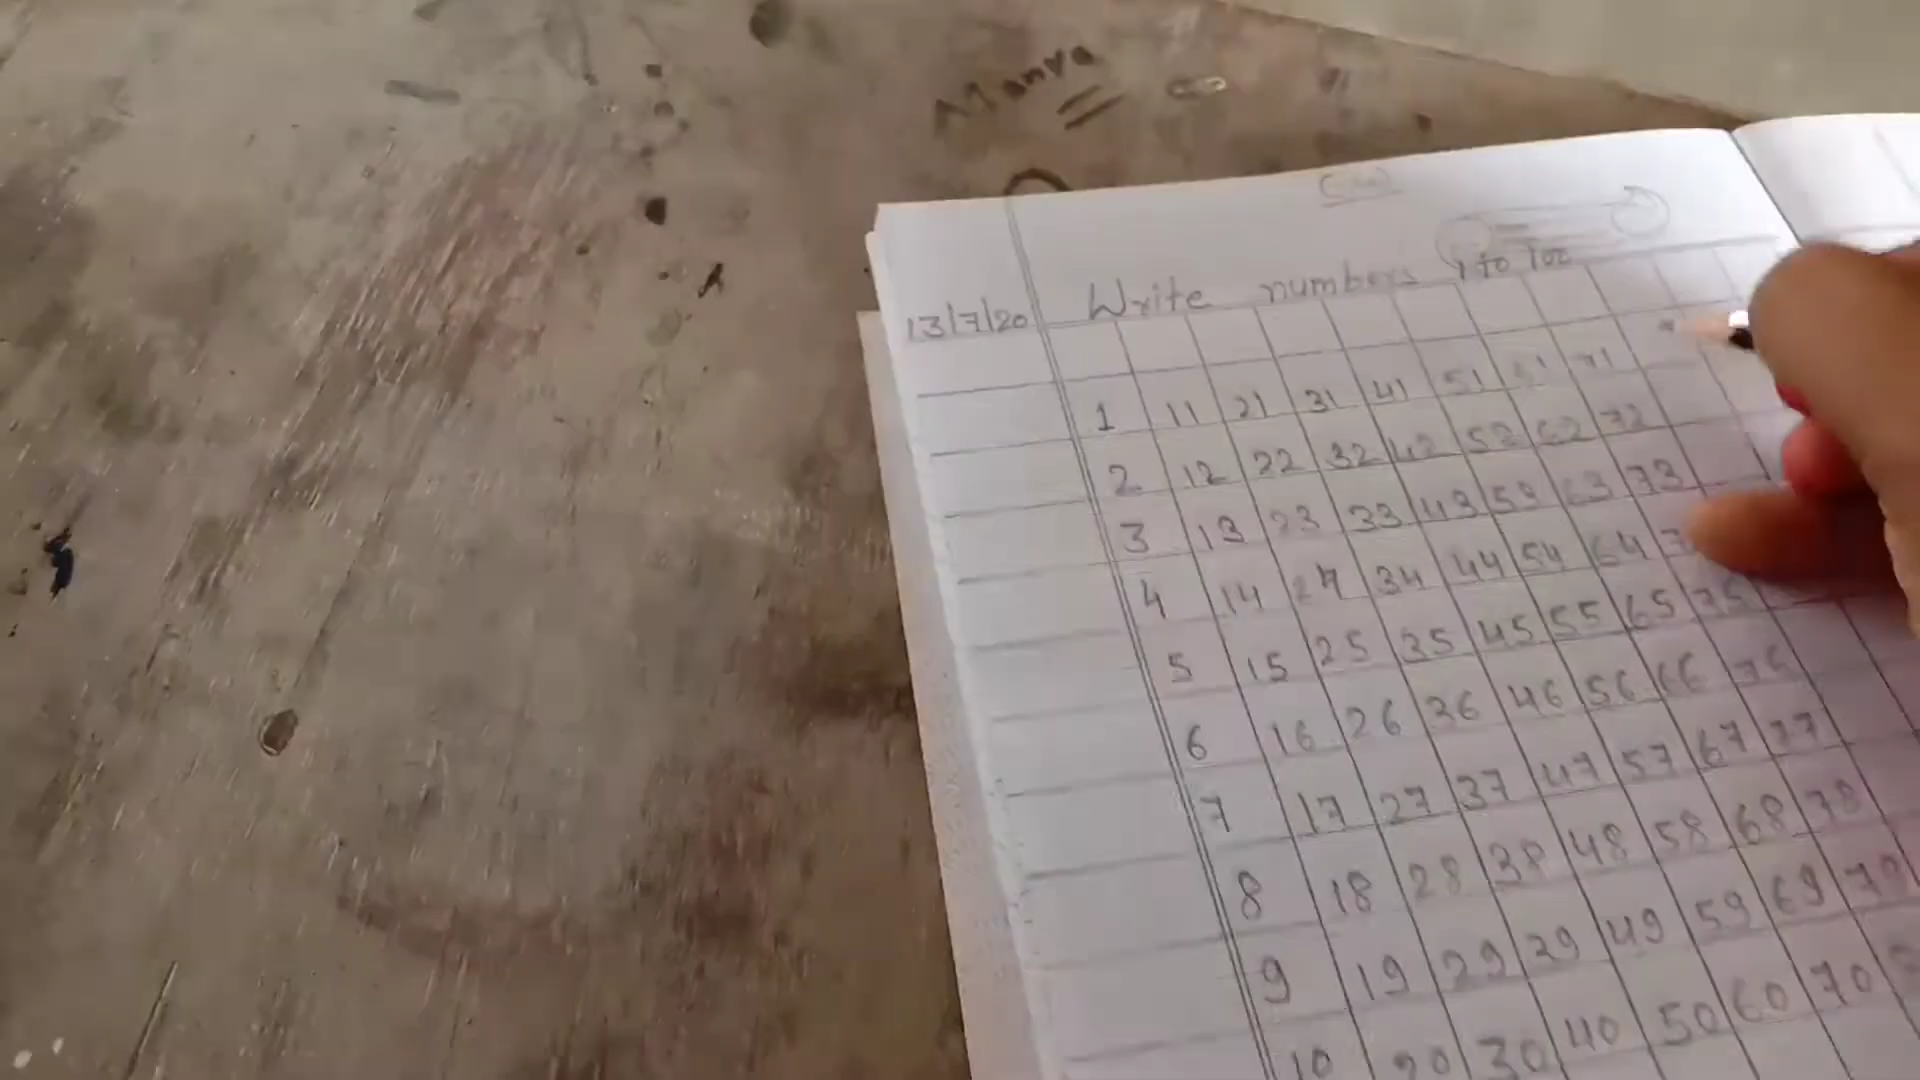 Manya
13/7/20 Write numbers 1 to 100
1 11 21 31 41 51 61 71
2 12 22 32 42 52 62 72
3 13 23 33 43 53 63 73
4 14 24 34 44 54 64
5 15 25 35 45 55 65 75
6 16 26 36 46 56 66 76
7 17 27 37 47 57 67 77
8 18 28 38 48 58 68 78
9 19 29 39 49 59 69 79
10 20 30 40 50 60 70